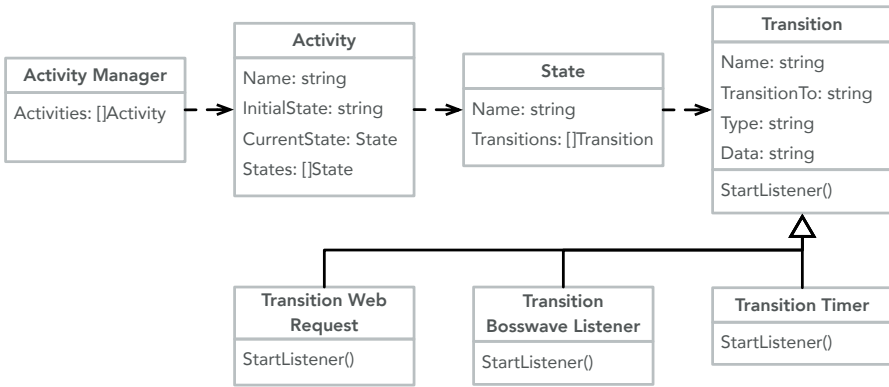 Activity Manager
Activities: []Activity
Activity
Name: string
InitialState: string
CurrentState: State
States: []State
State
Name: string
Transitions: []Transition
Transition
Name: string
TransitionTo: string
Type: string
Data: string
StartListener()
Transition Web
Request
StartListener()
Transition
Bosswave Listener
StartListener()
Transition Timer
StartListener()